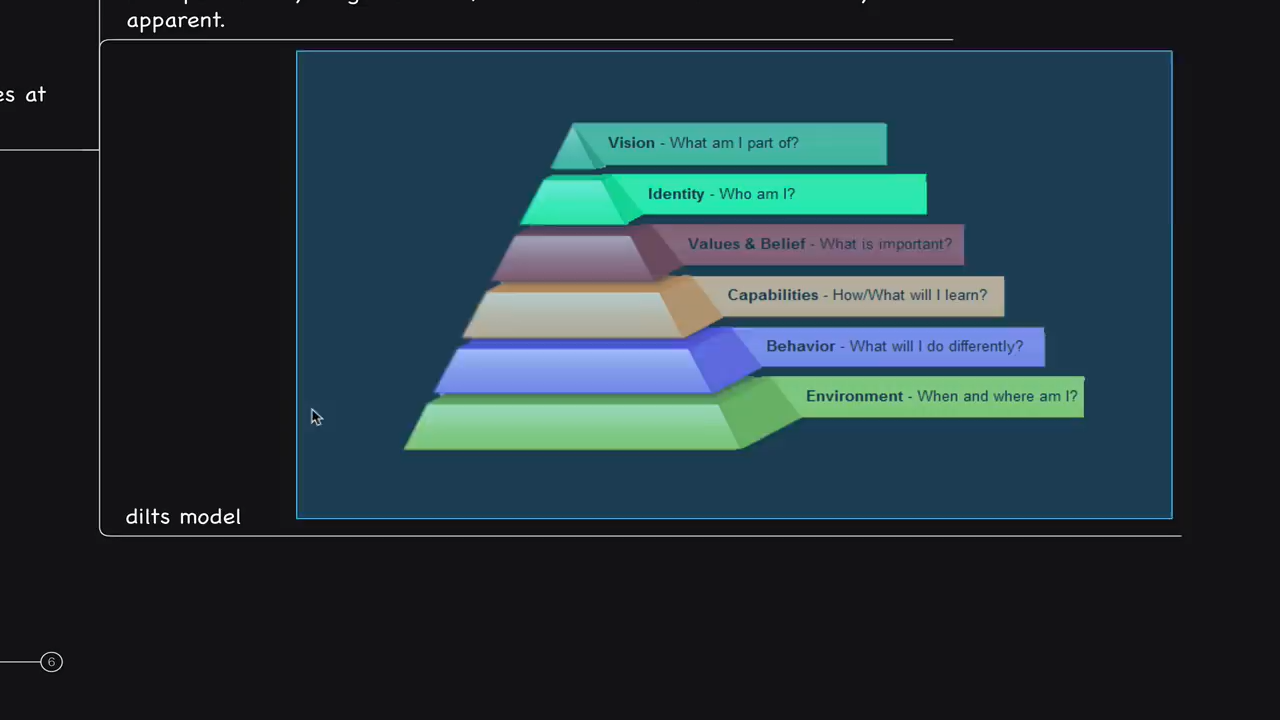 apparent.
es at
Vision - What am I part of?
Identity - Who am I?
Values & Belief - What is important?
Capabilities - How/What will I learn?
Behavior - What will I do differently?
Environment - When and where am I?
dilts model
6